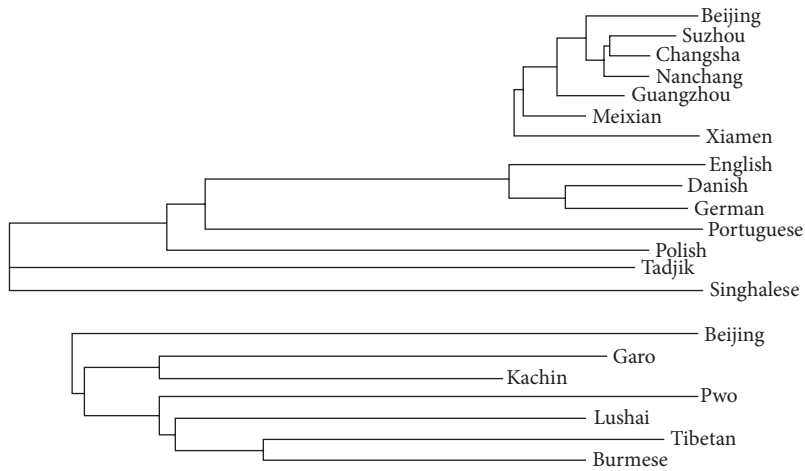 Beijing
Suzhou
Changsha
Nanchang
Guangzhou
Meixian
Xiamen
English
Danish
German
Portuguese
Polish
Tadjik
Singhalese
Beijing
Garo
Kachin
Pwo
Lushai
Tibetan
Burmese